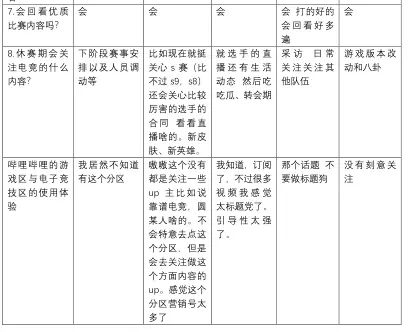 7.会回看优质
比赛内容吗?
会
会
会
会 打的好的
会回看好多
遍
会
8.休赛期会关
注电竞的什么
内容?
下阶段赛事安
排以及人员调
动等
比如现在就挺
关心 s 赛（比
不过 s9，s8）
还会关心比较
厉害的选手的
合同 看看直
播啥的。新皮
肤、新英雄。
就选手的直
播还有生活
动态 然后吃
吃瓜、转会期
采访 日常
关注关注其
他队伍
游戏版本改
动和八卦
哔哩哔哩的游
戏区与电子竞
技区的使用体
验
我居然不知道
有这个分区
嗷嗷这个没有
都是关注一些
up 主比如说
靠谱电竞，圆
某人啥的。不
会特意去点这
个分区，但是
会去关注做这
个方面内容的
up。感觉这个
分区营销号太
多了
我知道，订阅
了，不过很多
视频我感觉
太标题党了。
引导性太强
了。
那个话题 不
要做标题狗
没有刻意关
注